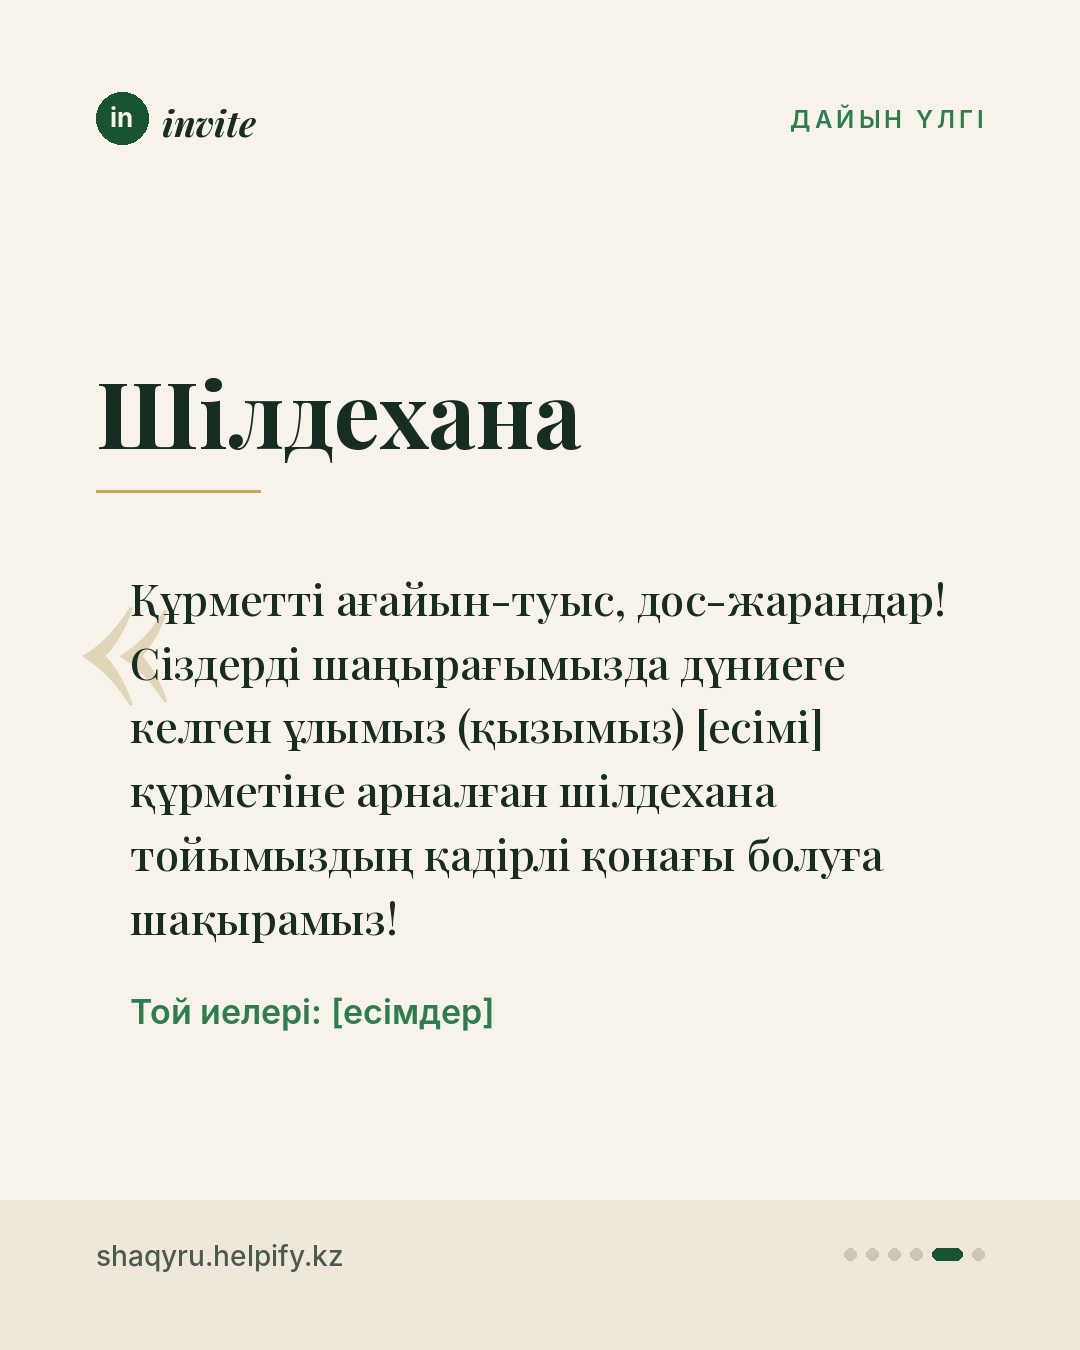 in invite
ДАЙЫН ҮЛГІ
Шілдехана
«
Құрметті ағайын-туыс, дос-жарандар!
Сіздерді шаңырағымызда дүниеге
келген ұлымыз (қызымыз) [есімі]
құрметіне арналған шілдехана
тойымыздың қадірлі қонағы болуға
шақырамыз!
Той иелері: [есімдер]
shaqyru.helpify.kz